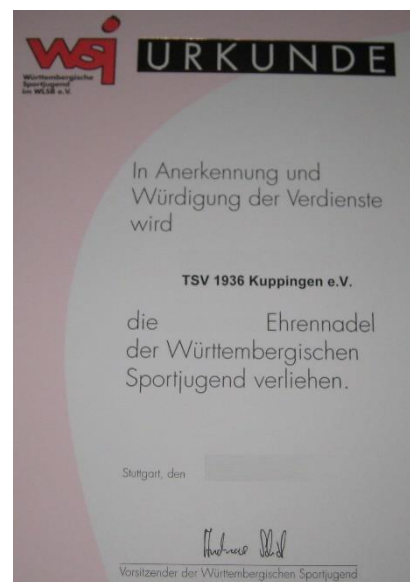 wsj URKUNDE
Württembergische
Sportjugend
im WLSB e.V.
In Anerkennung und
Würdigung der Verdienste
wird
TSV 1936 Kuppingen e.V.
die Ehrennadel
der Württembergischen
Sportjugend verliehen.
Stuttgart, den
Vorsitzender der Württembergischen Sportjugend